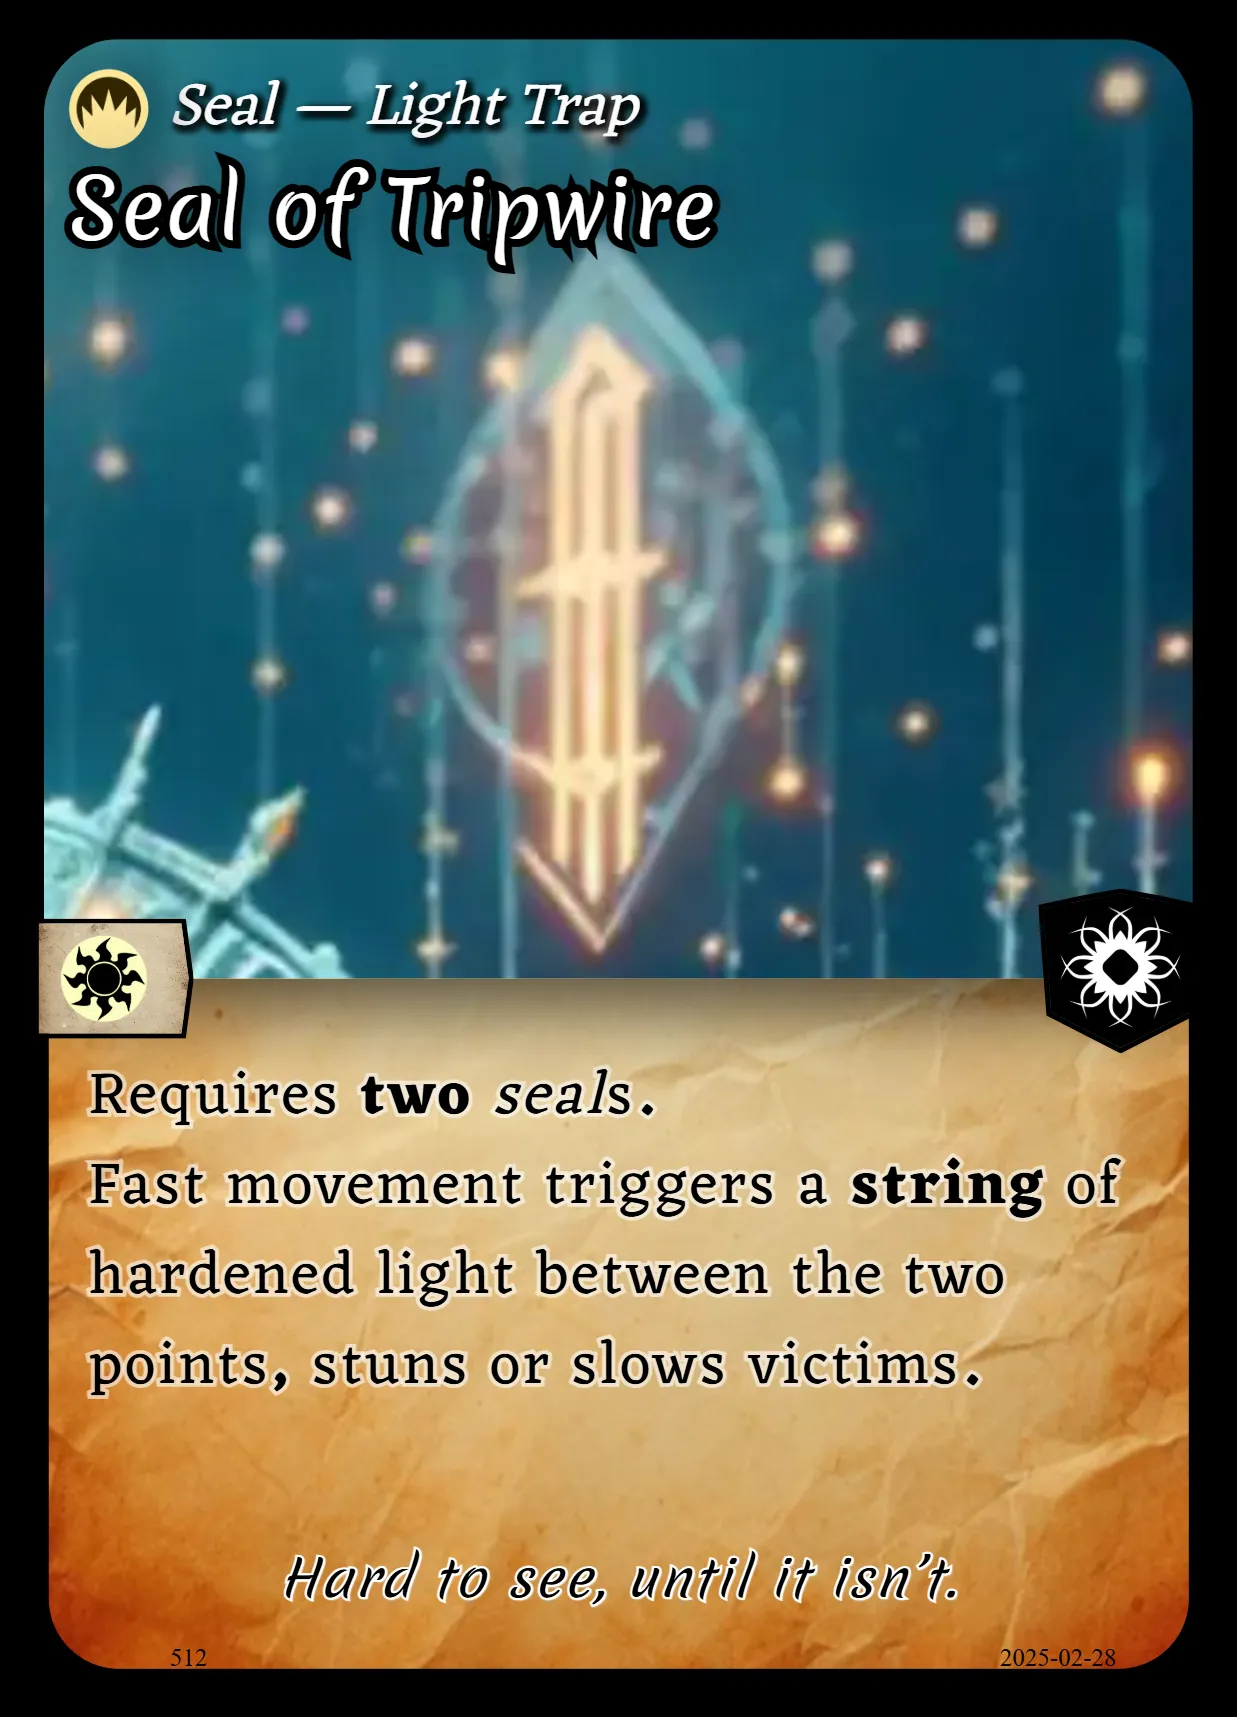 Seal — Light Trap
Seal of Tripwire
Requires two seals.
Fast movement triggers a string of
hardened light between the two
points, stuns or slows victims.
Hard to see, until it isn't.
512
2025-02-28